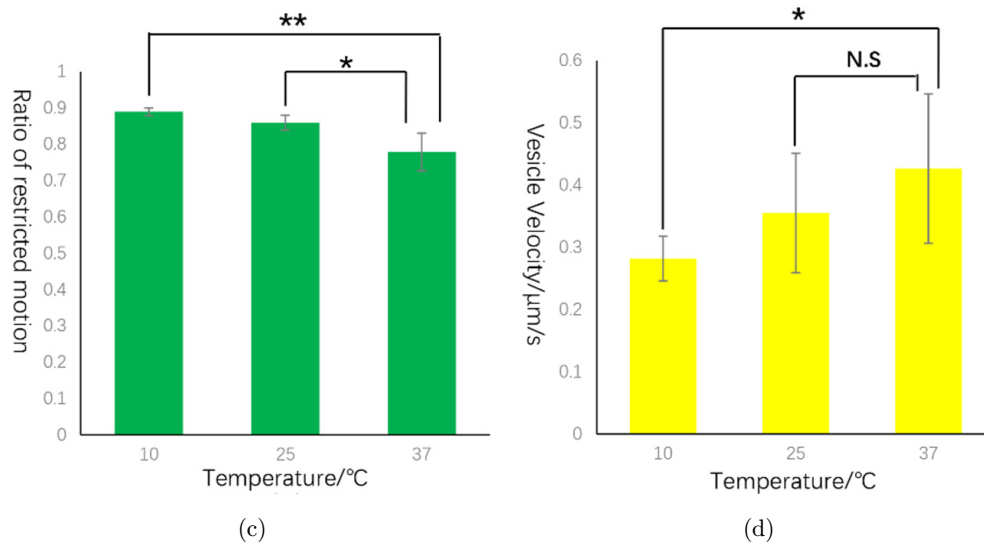 **
*
1
0.9
0.8
0.7
0.6
0.5
0.4
0.3
0.2
0.1
0
Ratio of restricted motion
10 25 37
Temperature/℃
(c)
*
N.S
0.6
0.5
0.4
0.3
0.2
0.1
0
Vesicle Velocity/μm/s
10 25 37
Temperature/℃
(d)